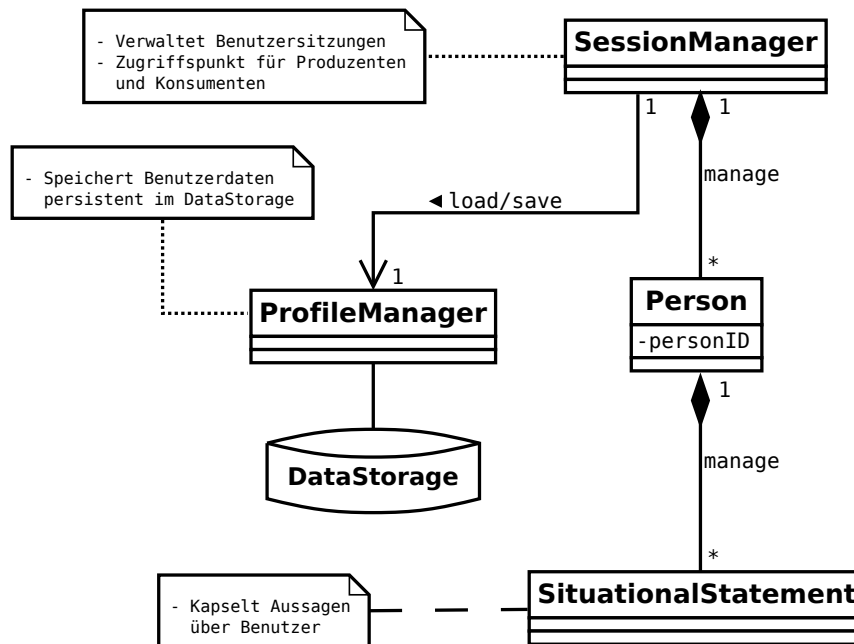 - Verwaltet Benutzersitzungen
- Zugriffspunkt für Produzenten
und Konsumenten
SessionManager
1
1
manage
- Speichert Benutzerdaten
persistent im DataStorage
◄ load/save
1
*
ProfileManager
Person
-personID
1
DataStorage
manage
*
- Kapselt Aussagen
über Benutzer
SituationalStatement